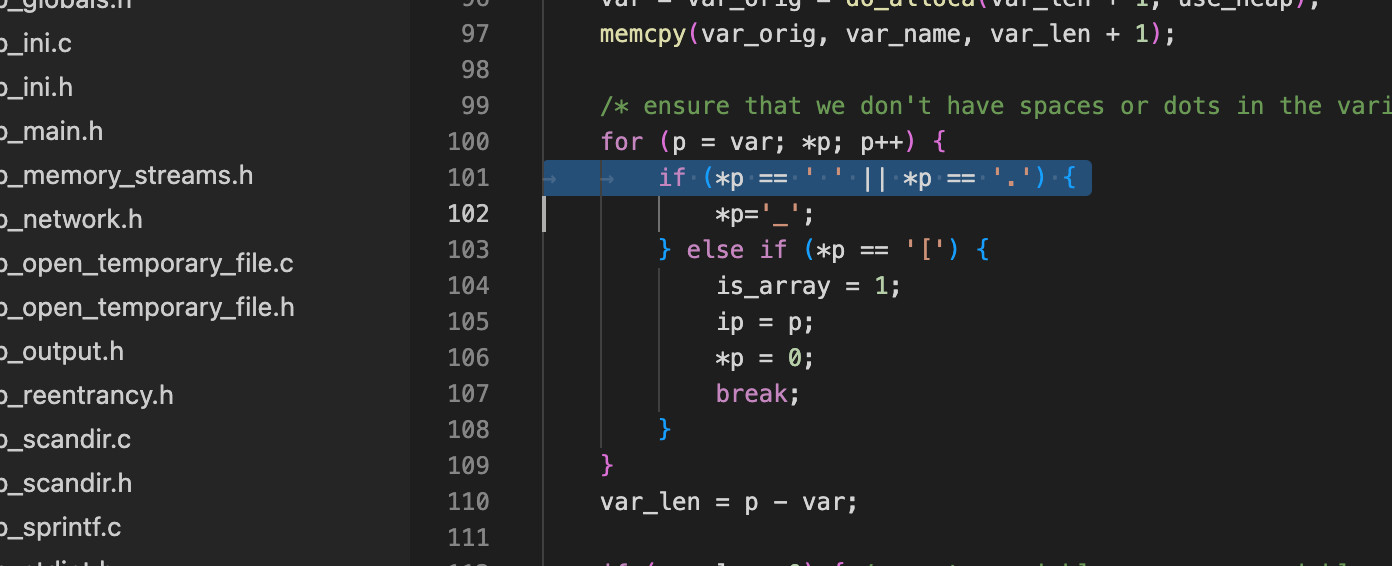 p_globals.h
p_ini.c
p_ini.h
p_main.h
p_memory_streams.h
p_network.h
p_open_temporary_file.c
p_open_temporary_file.h
p_output.h
p_reentrancy.h
p_scandir.c
p_scandir.h
p_sprintf.c
96 var = var_orig = do_alloca(var_len + 1, use_heap);
97 memcpy(var_orig, var_name, var_len + 1);
98
99 /* ensure that we don't have spaces or dots in the vari
100 for (p = var; *p; p++) {
101 if (*p == ' ' || *p == '.') {
102 *p='_';
103 } else if (*p == '[') {
104 is_array = 1;
105 ip = p;
106 *p = 0;
107 break;
108 }
109 }
110 var_len = p - var;
111